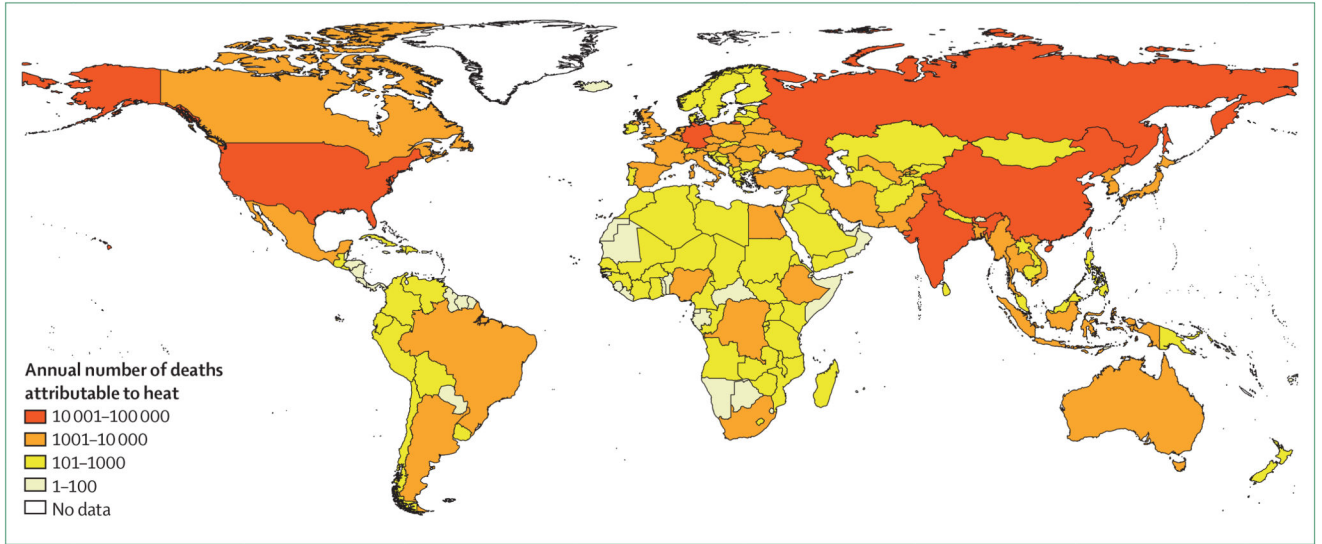 Annual number of deaths
attributable to heat
10 001–100 000
1001–10 000
101–1000
1–100
No data